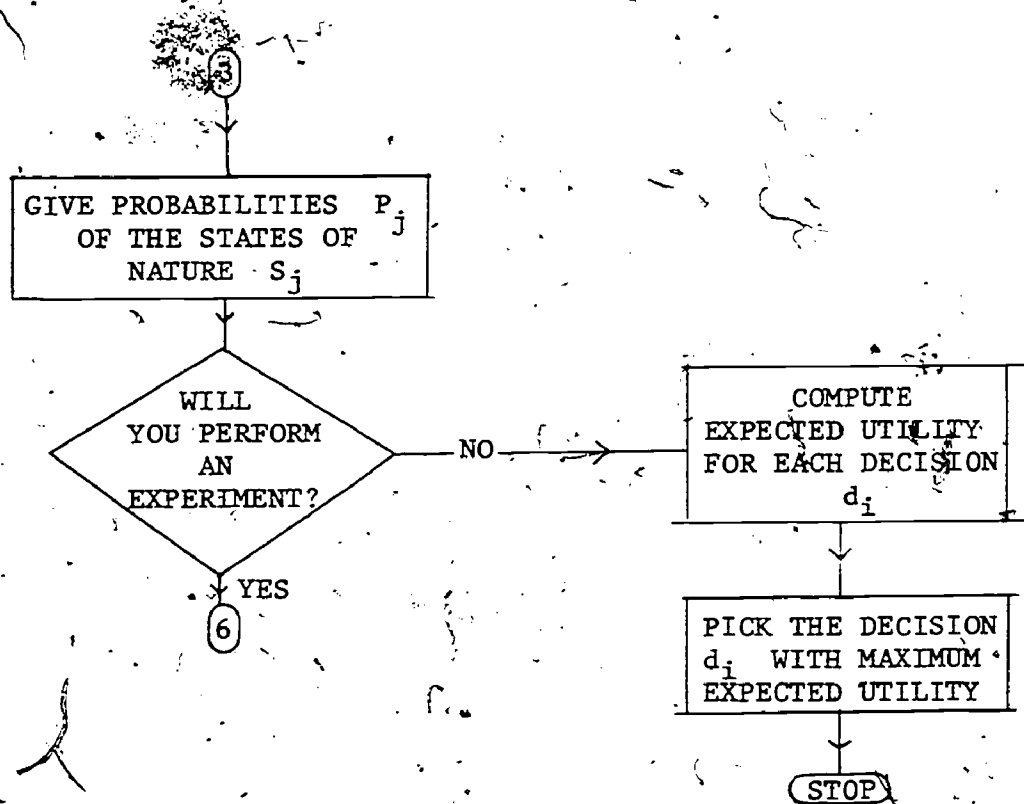 3
GIVE PROBABILITIES P_j
OF THE STATES OF
NATURE S_j
WILL
YOU PERFORM
AN
EXPERIMENT?
NO
YES
6
COMPUTE
EXPECTED UTILITY
FOR EACH DECISION
d_i
PICK THE DECISION
d_i WITH MAXIMUM
EXPECTED UTILITY
STOP